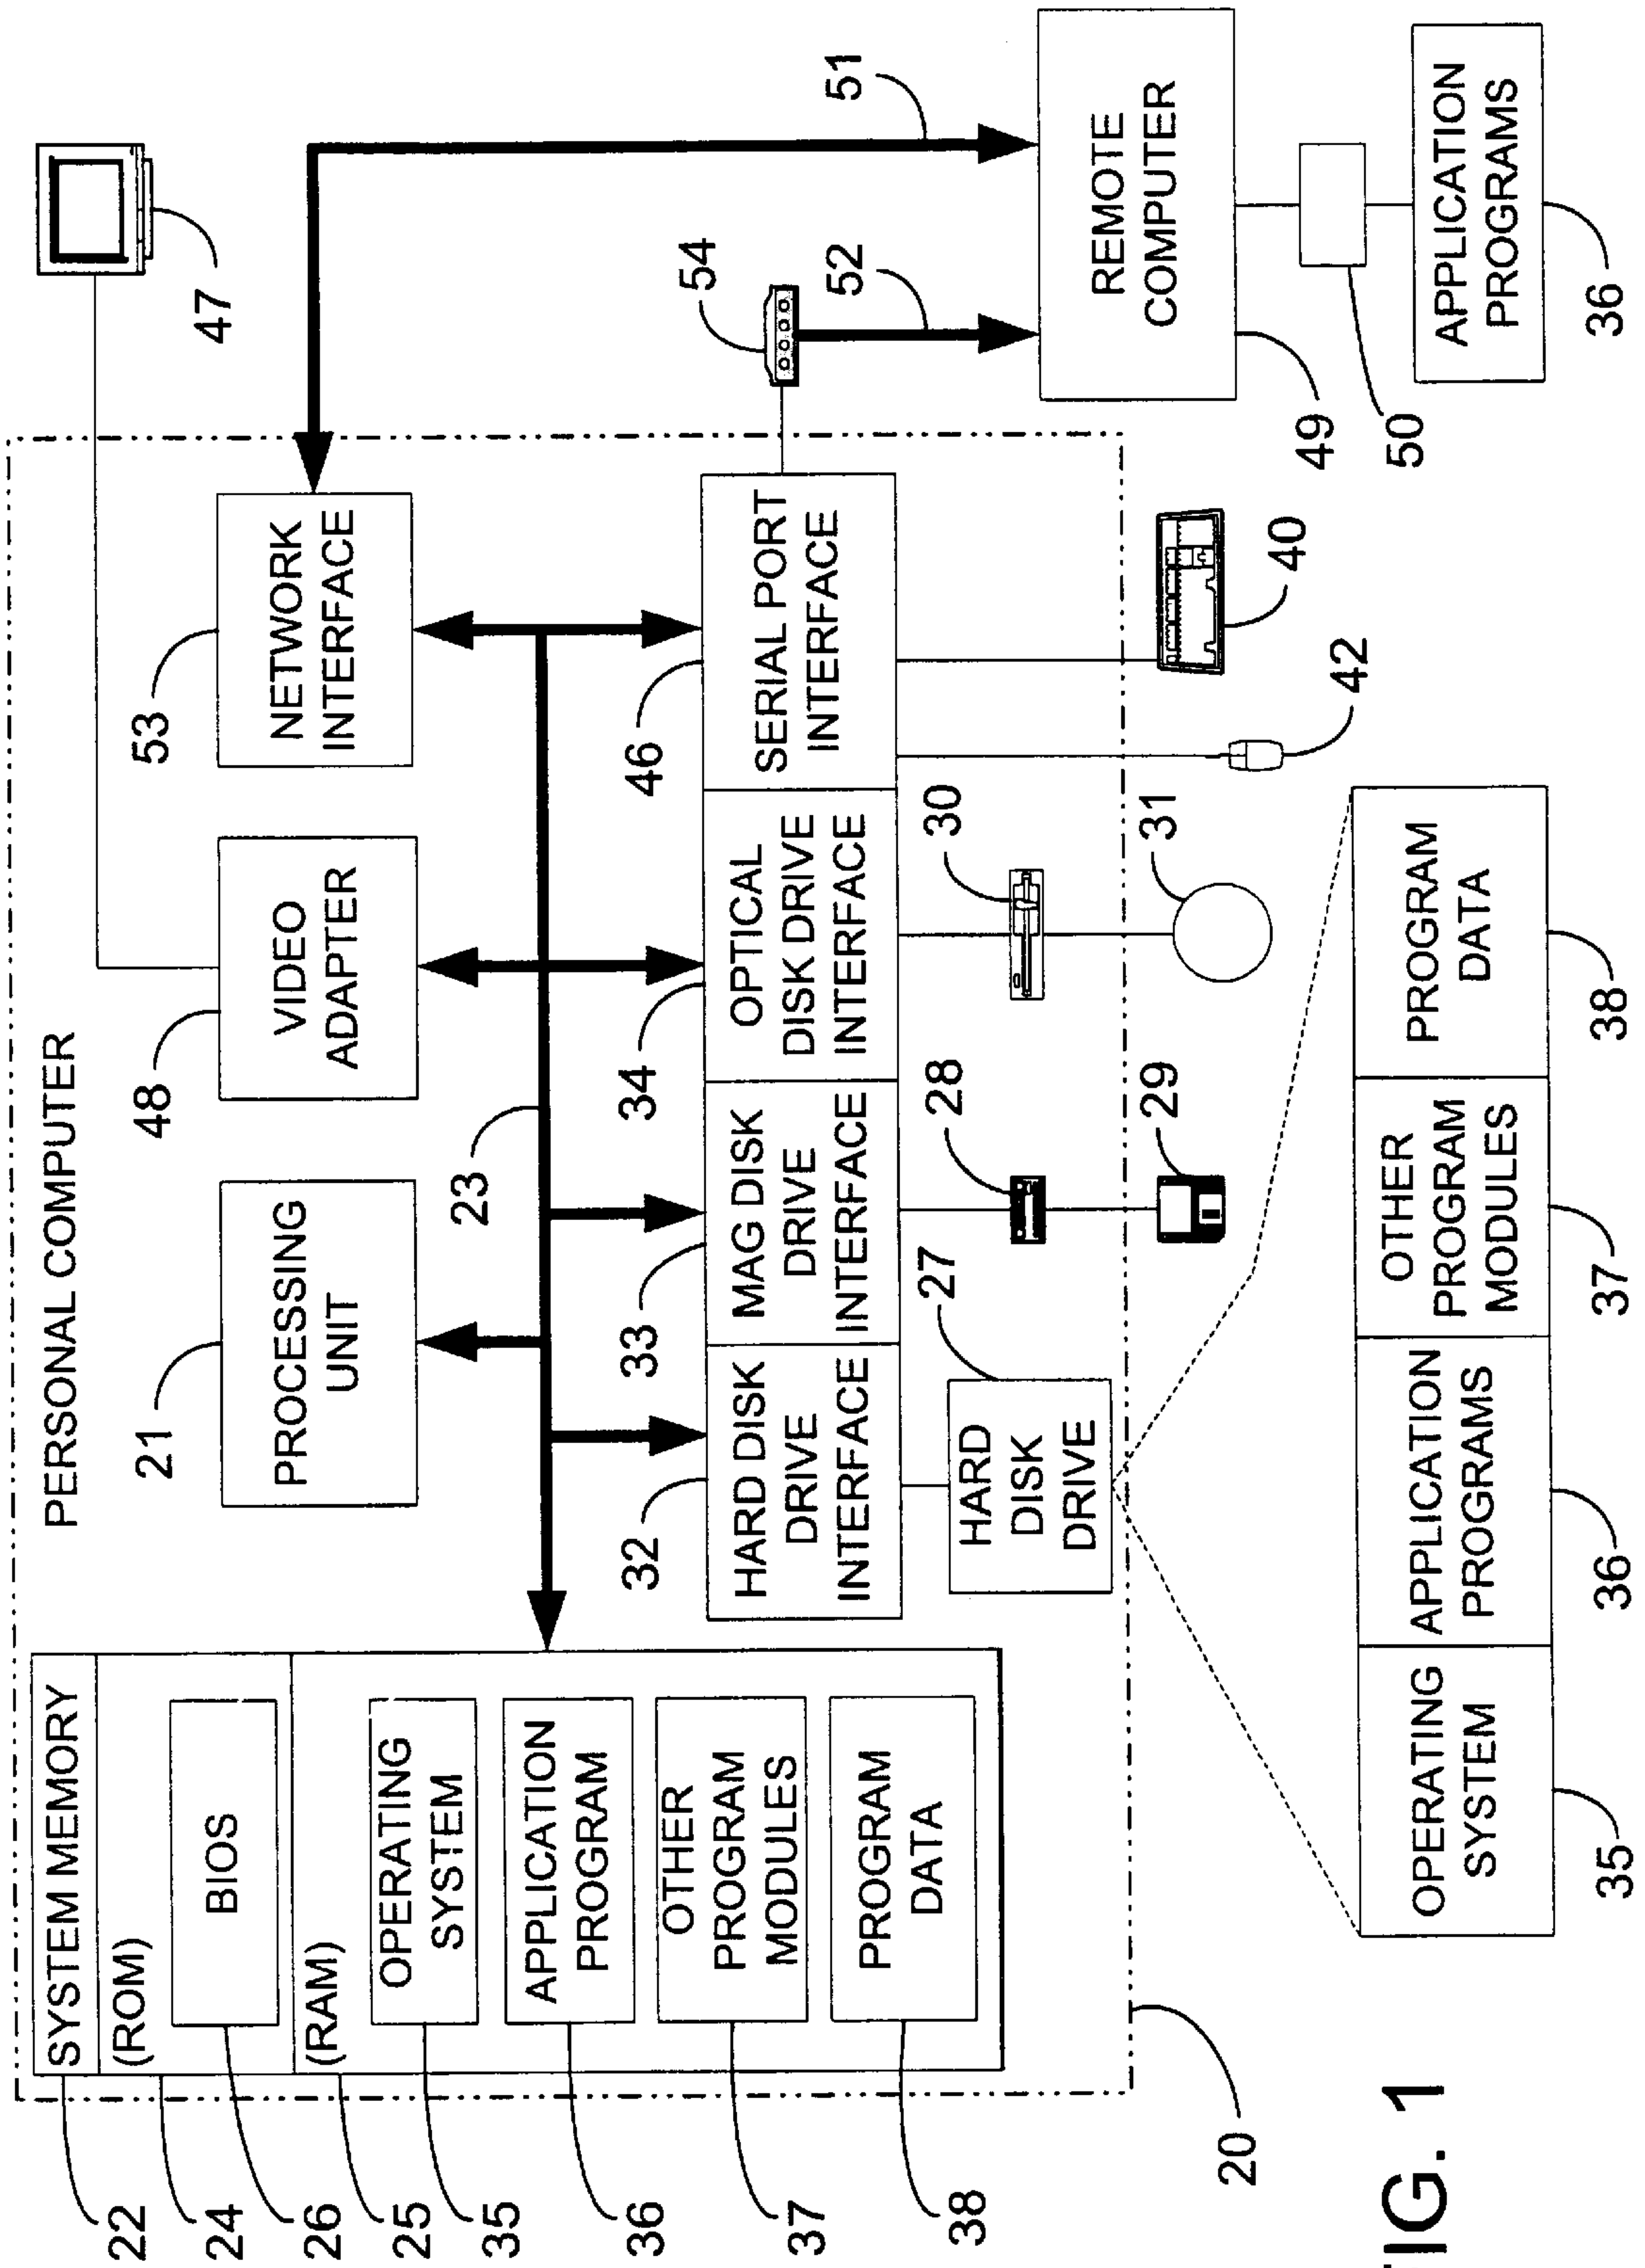 PERSONAL COMPUTER
SYSTEM MEMORY
22
(ROM)
24
BIOS
26
(RAM)
25
OPERATING
SYSTEM
35
APPLICATION
PROGRAM
36
OTHER
PROGRAM
MODULES
37
PROGRAM
DATA
38
21
PROCESSING
UNIT
48
VIDEO
ADAPTER
53
NETWORK
INTERFACE
47
23
32
HARD DISK
DRIVE
INTERFACE
33
MAG DISK
DRIVE
INTERFACE
34
OPTICAL
DISK DRIVE
INTERFACE
46
SERIAL PORT
INTERFACE
54
52
51
27
HARD
DISK
DRIVE
28
29
30
31
42
40
REMOTE
COMPUTER
49
50
APPLICATION
PROGRAMS
36
OPERATING
SYSTEM
35
APPLICATION
PROGRAMS
36
OTHER
PROGRAM
MODULES
37
PROGRAM
DATA
38
20
FIG. 1